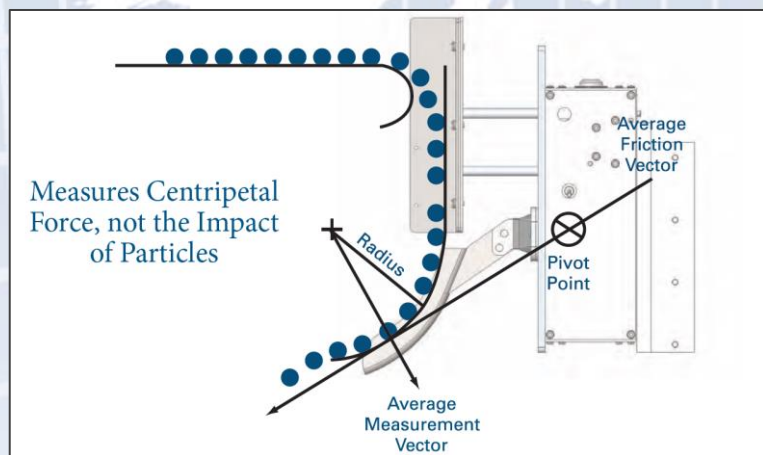 Measures Centripetal
Force, not the Impact
of Particles
Radius
Average
Friction
Vector
Pivot
Point
Average
Measurement
Vector